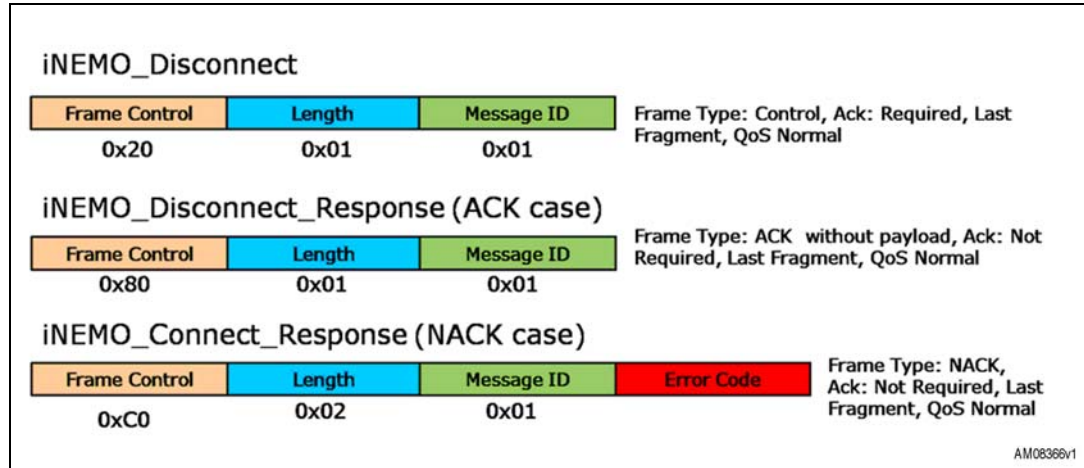 iNEMO_Disconnect
Frame Control Length Message ID
0x20 0x01 0x01
Frame Type: Control, Ack: Required, Last
Fragment, QoS Normal
iNEMO_Disconnect_Response (ACK case)
Frame Control Length Message ID
0x80 0x01 0x01
Frame Type: ACK without payload, Ack: Not
Required, Last Fragment, QoS Normal
iNEMO_Connect_Response (NACK case)
Frame Control Length Message ID Error Code
0xC0 0x02 0x01
Frame Type: NACK,
Ack: Not Required, Last
Fragment, QoS Normal
AM08366v1